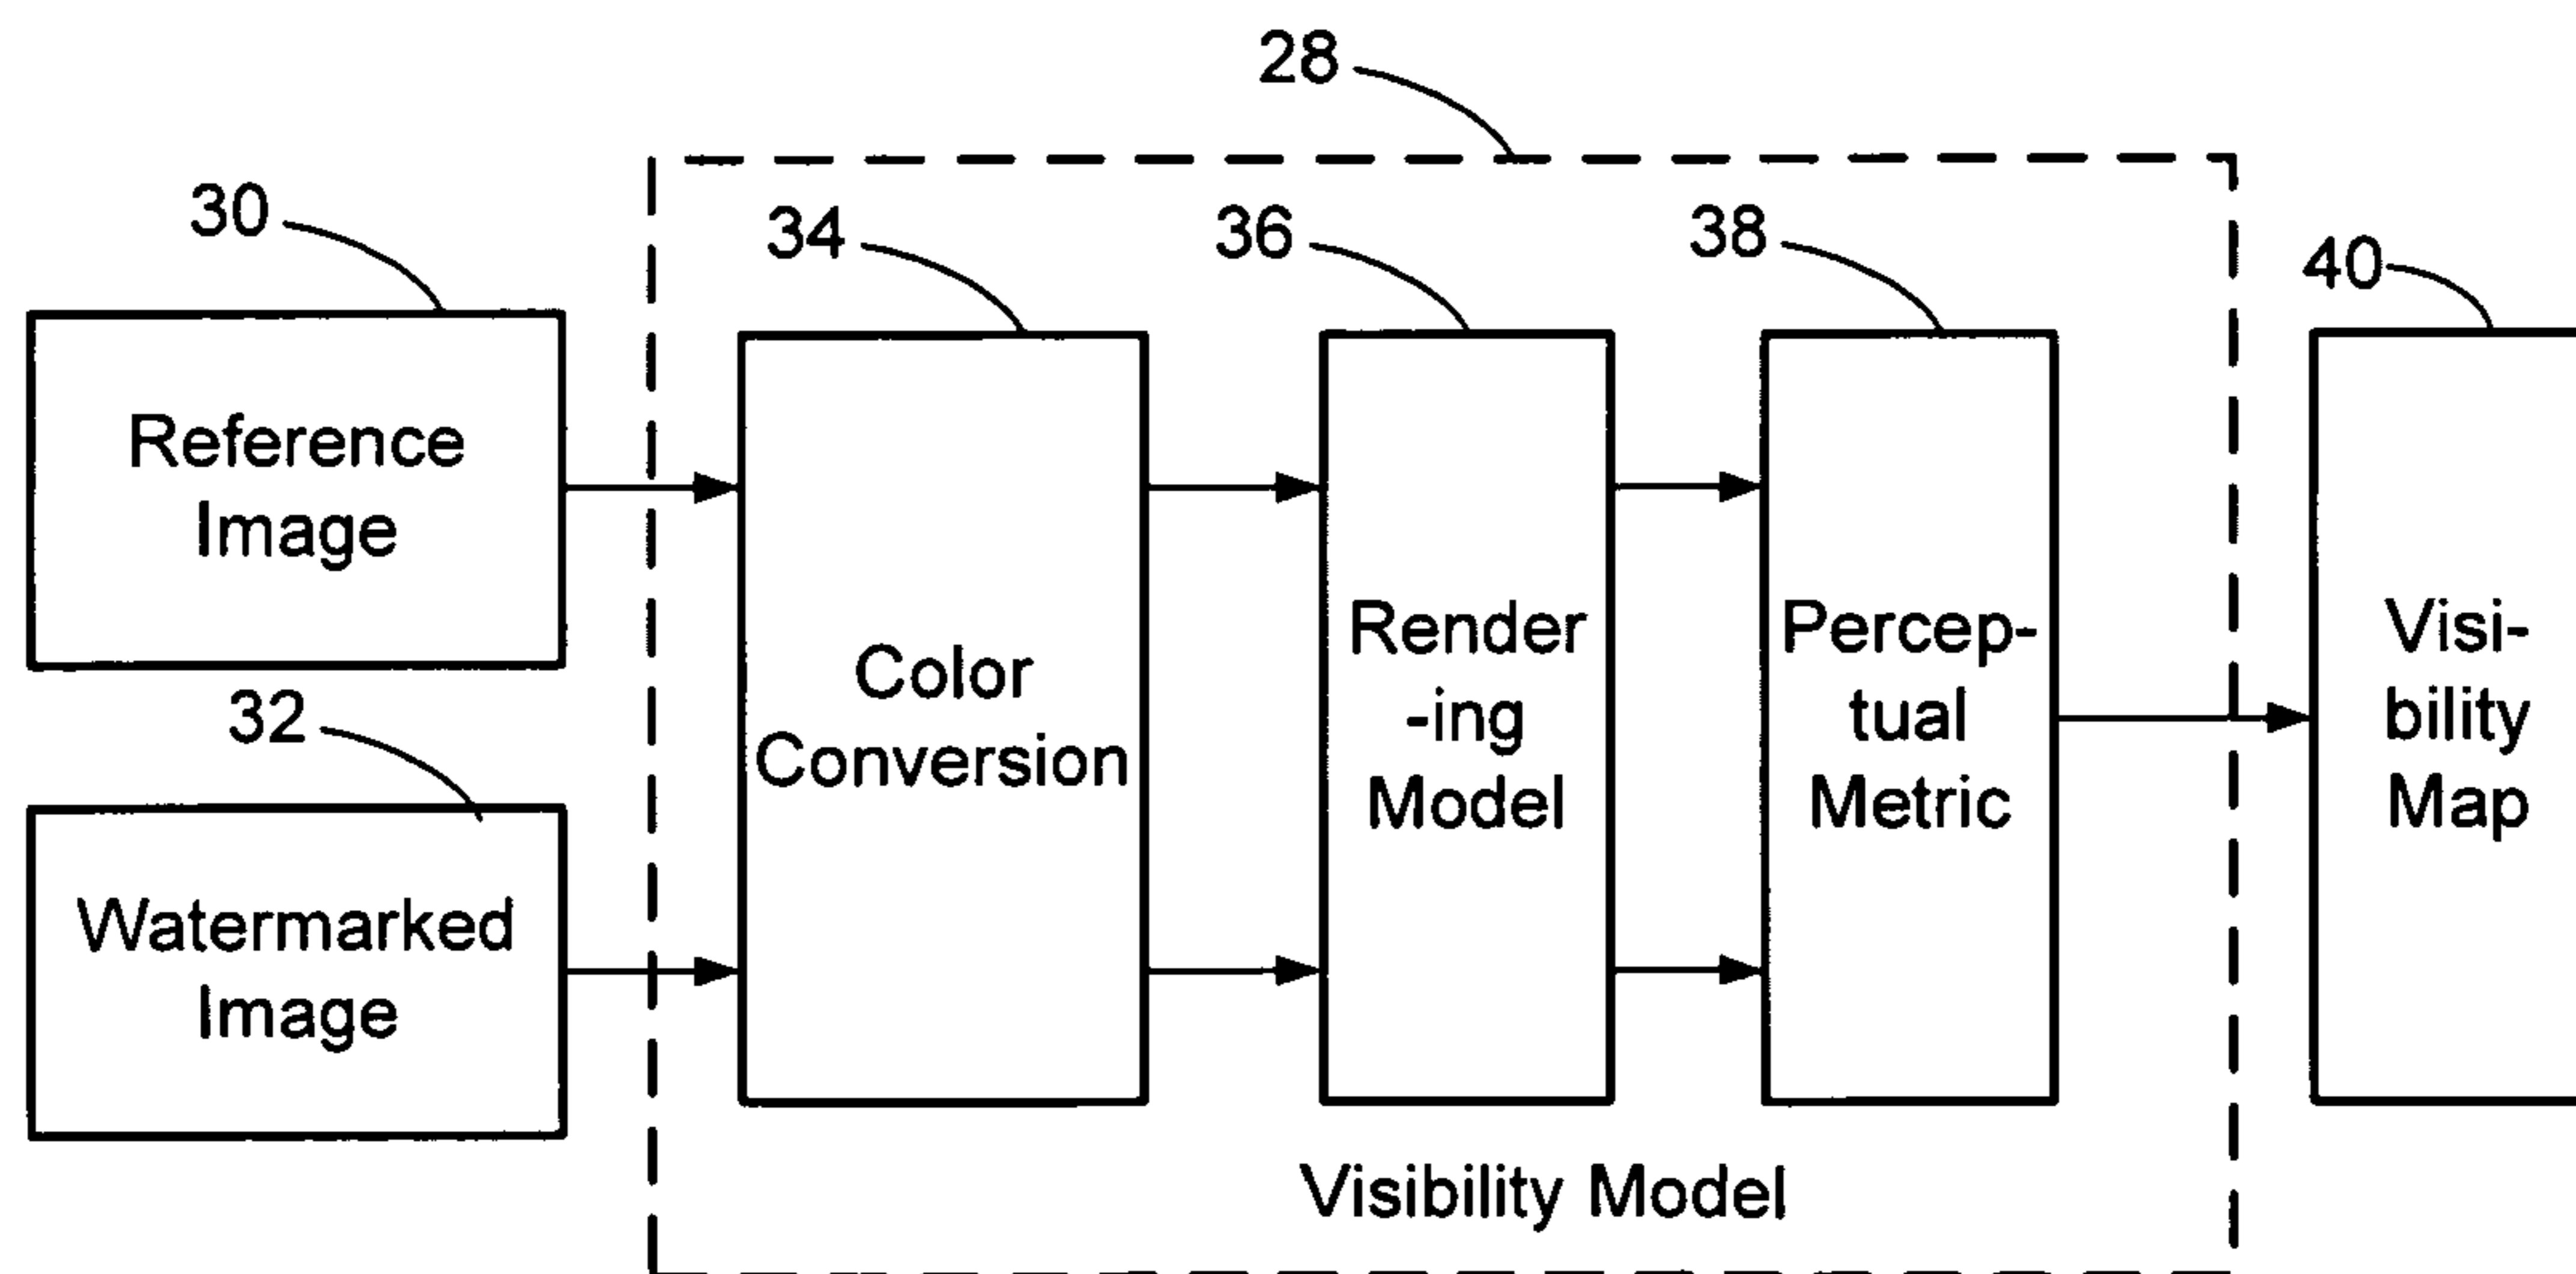 28
30
34
36
38
40
Reference
Image
32
Color
Conversion
Render
-ing
Model
Percep-
tual
Metric
Visi-
bility
Map
Watermarked
Image
Visibility Model